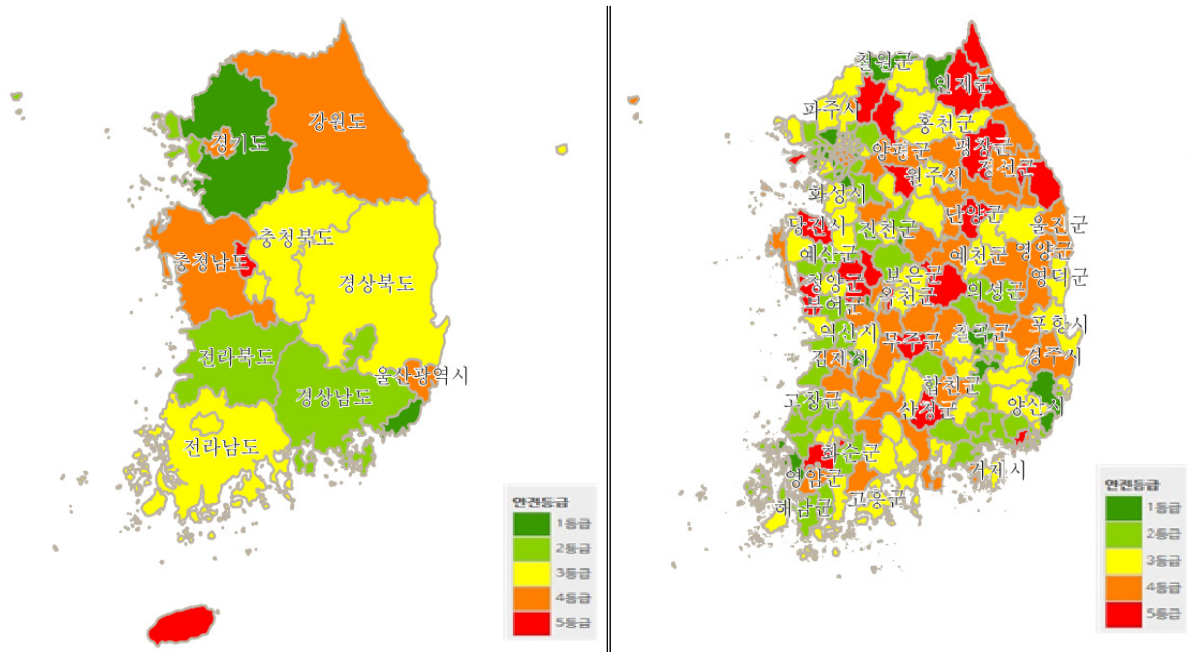 강원도
경기도
충청북도
충청남도
경상북도
전라북도
울산광역시
경상남도
전라남도
안전등급
1등급
2등급
3등급
4등급
5등급
철원군
인제군
파주시
홍천군
양평군
평창군
정선군
원주시
화성시
단양군
당진시
진천군
울진군
예산군
예천군
영양군
청양군
보은군
영덕군
부여군
옥천군
의성군
익산시
무주군
칠곡군
포항시
김제시
경주시
고창군
합천군
산청군
양산시
화순군
영암군
거제시
해남군
고흥군
안전등급
1등급
2등급
3등급
4등급
5등급